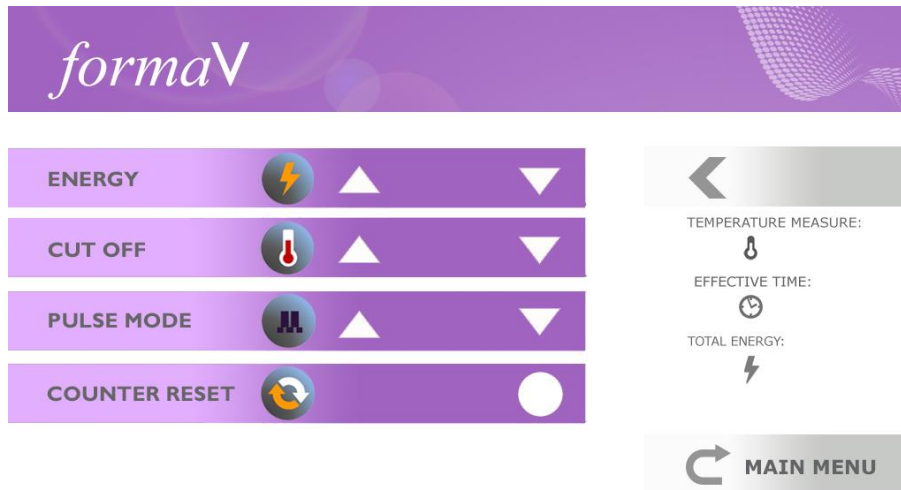 formaV
ENERGY
CUT OFF
PULSE MODE
COUNTER RESET
TEMPERATURE MEASURE:
EFFECTIVE TIME:
TOTAL ENERGY:
MAIN MENU